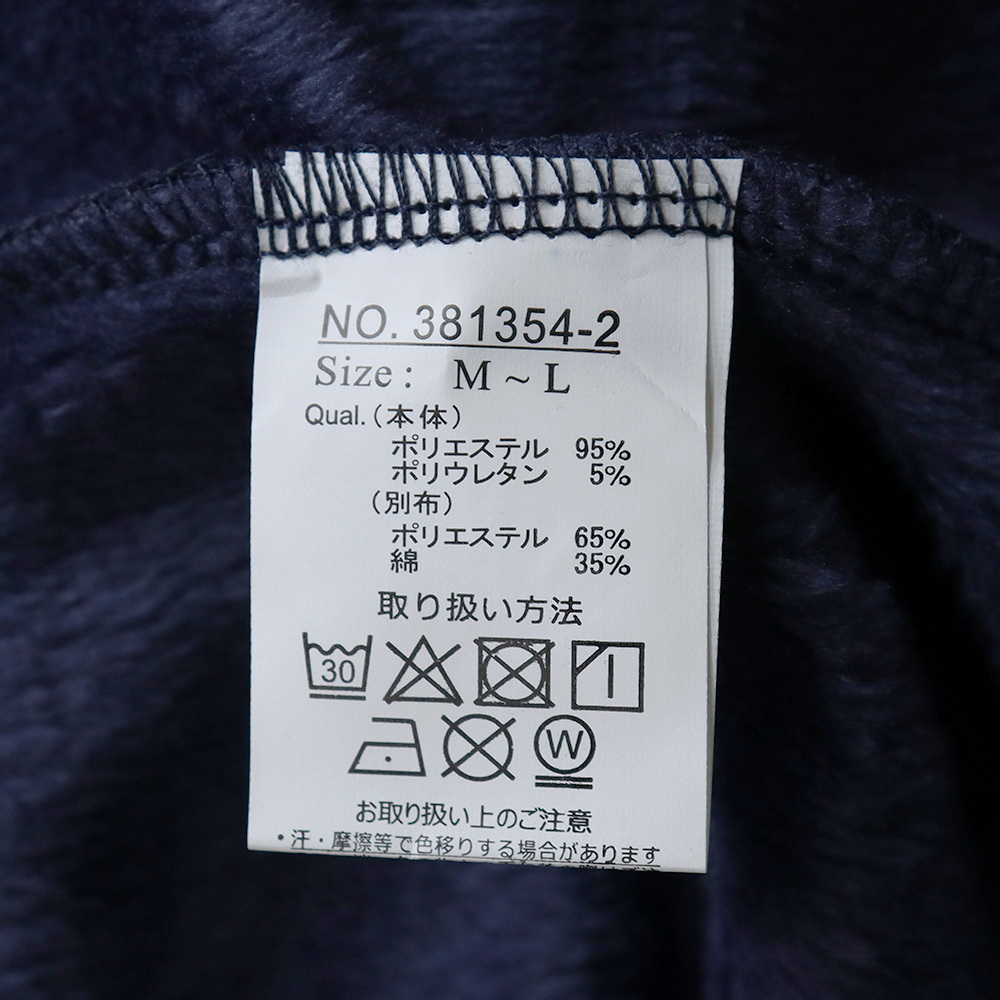 NO. 381354-2
Size: M ~ L
Qual.(本体)
ポリエステル 95%
ポリウレタン 5%
(別布)
ポリエステル 65%
綿 35%
取り扱い方法
30
W
お取り扱い上のご注意
・汗・摩擦等で色移りする場合があります